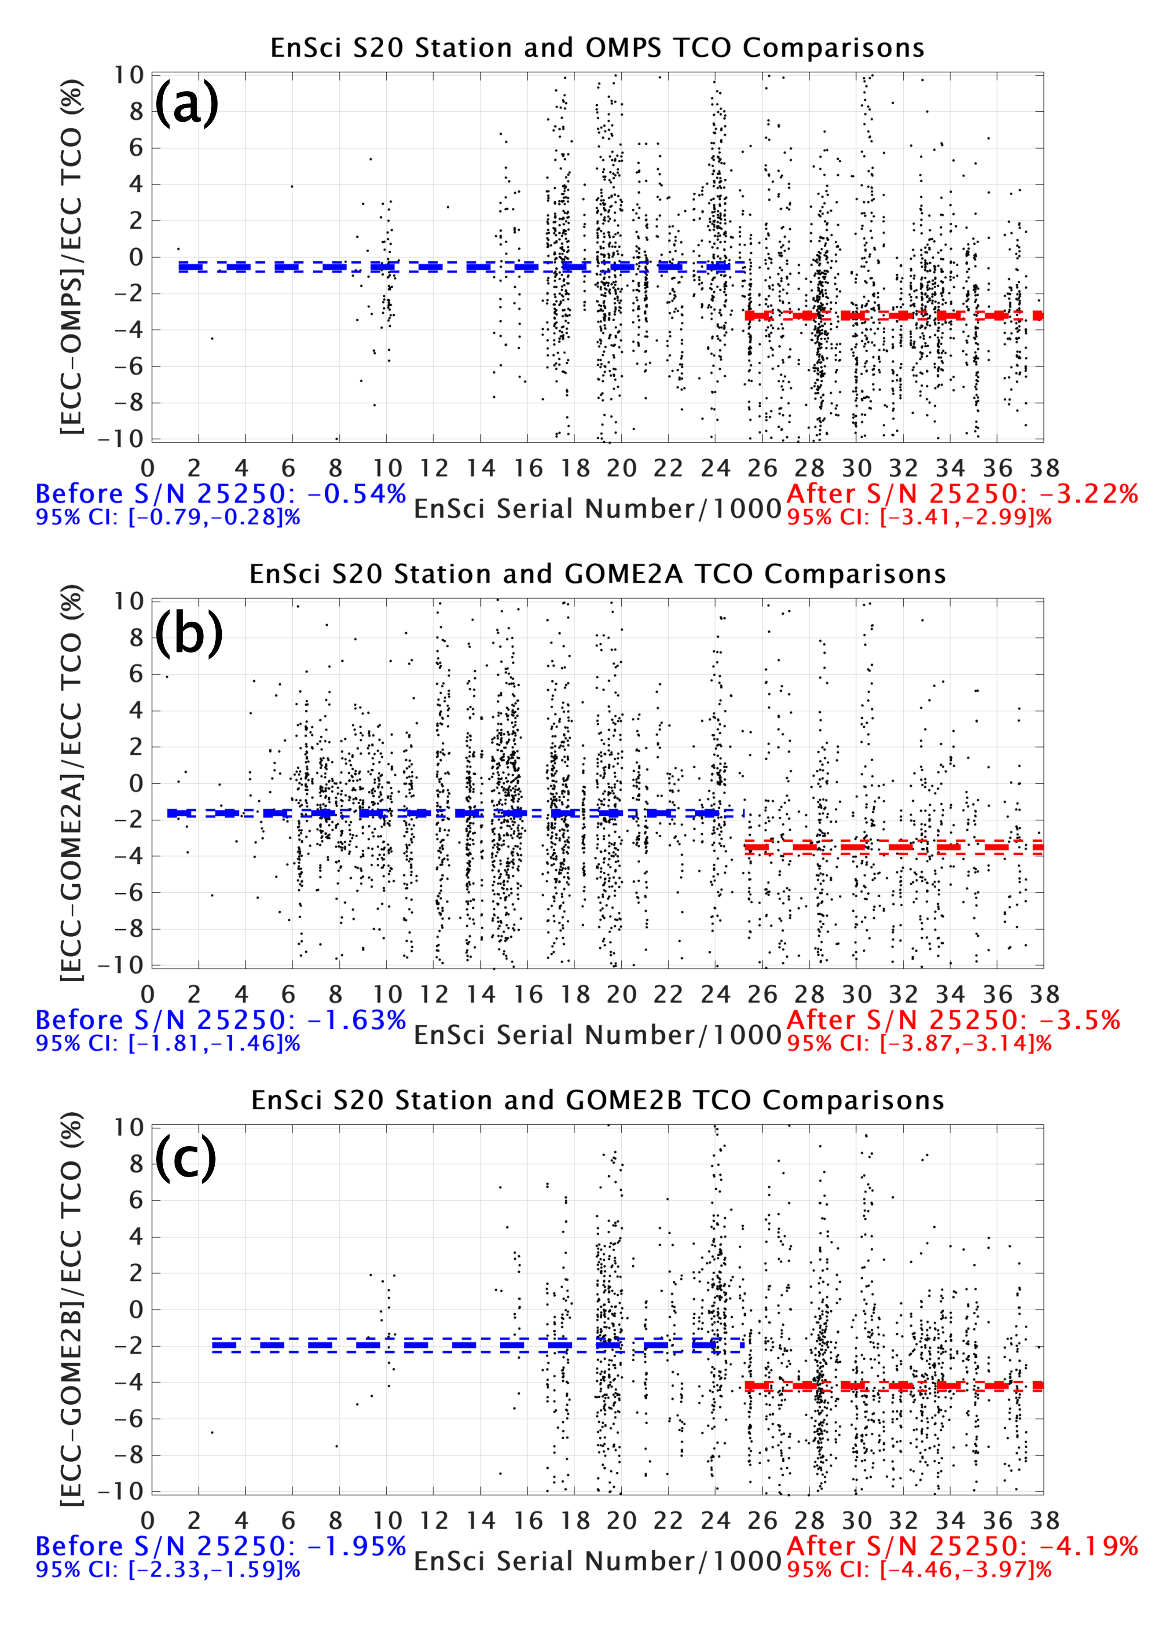 EnSci S20 Station and OMPS TCO Comparisons
(a)
[ECC−OMPS]/ECC TCO (%)
10
8
6
4
2
0
−2
−4
−6
−8
−10
0 2 4 6 8 10 12 14 16 18 20 22 24 26 28 30 32 34 36 38
Before S/N 25250: −0.54%
95% CI: [−0.79,−0.28]%
EnSci Serial Number/1000
After S/N 25250: −3.22%
95% CI: [−3.41,−2.99]%
EnSci S20 Station and GOME2A TCO Comparisons
(b)
[ECC−GOME2A]/ECC TCO (%)
10
8
6
4
2
0
−2
−4
−6
−8
−10
0 2 4 6 8 10 12 14 16 18 20 22 24 26 28 30 32 34 36 38
Before S/N 25250: −1.63%
95% CI: [−1.81,−1.46]%
EnSci Serial Number/1000
After S/N 25250: −3.5%
95% CI: [−3.87,−3.14]%
EnSci S20 Station and GOME2B TCO Comparisons
(c)
[ECC−GOME2B]/ECC TCO (%)
10
8
6
4
2
0
−2
−4
−6
−8
−10
0 2 4 6 8 10 12 14 16 18 20 22 24 26 28 30 32 34 36 38
Before S/N 25250: −1.95%
95% CI: [−2.33,−1.59]%
EnSci Serial Number/1000
After S/N 25250: −4.19%
95% CI: [−4.46,−3.97]%